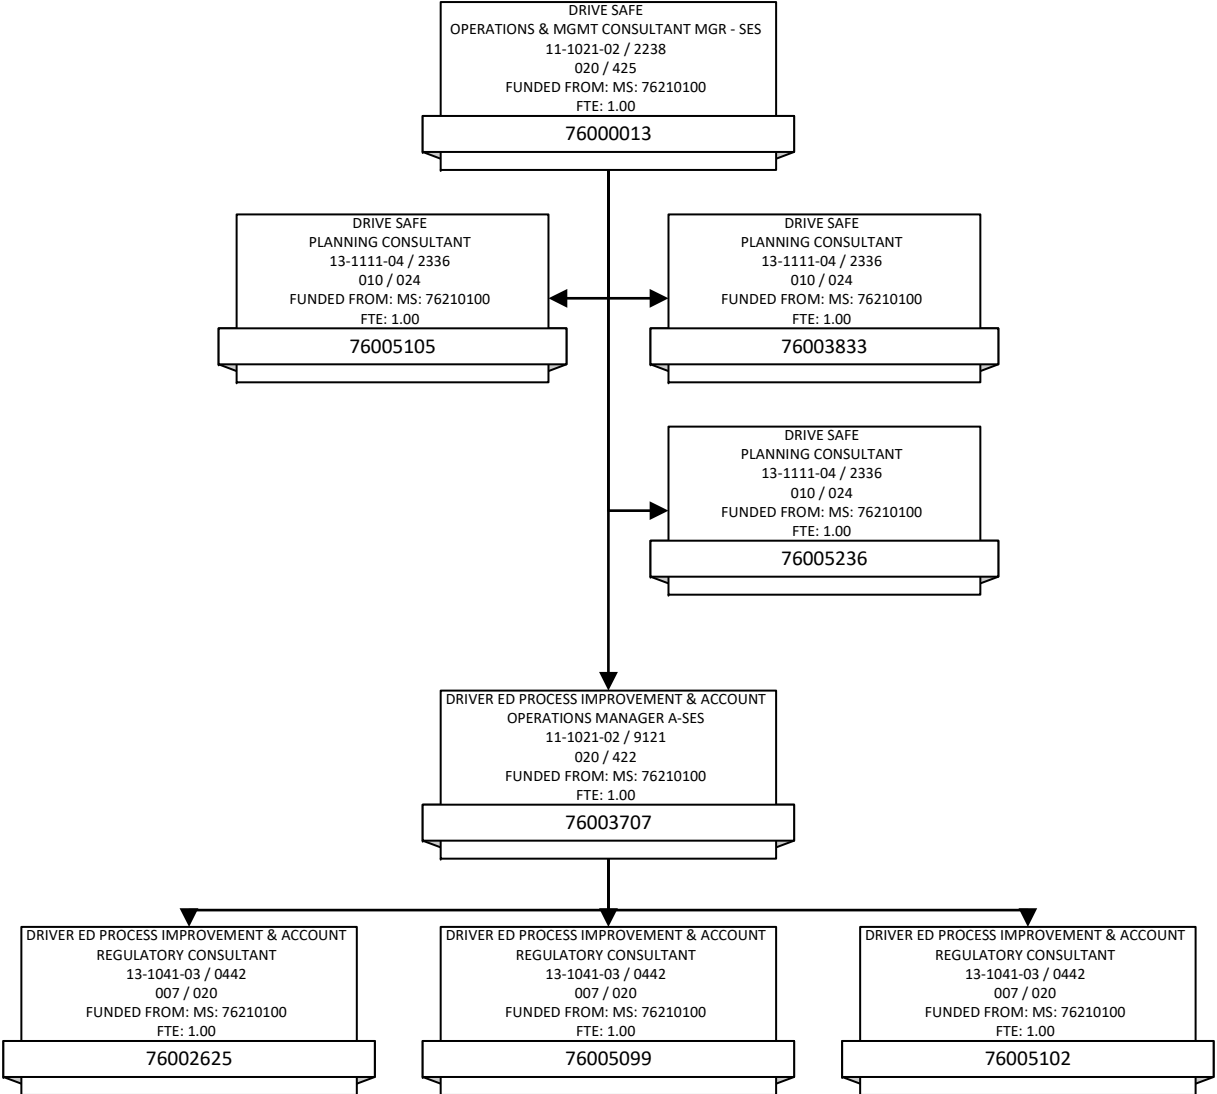 DRIVE SAFE
OPERATIONS & MGMT CONSULTANT MGR - SES
11-1021-02 / 2238
020 / 425
FUNDED FROM: MS: 76210100
FTE: 1.00
76000013
DRIVE SAFE
PLANNING CONSULTANT
13-1111-04 / 2336
010 / 024
FUNDED FROM: MS: 76210100
FTE: 1.00
76005105
DRIVE SAFE
PLANNING CONSULTANT
13-1111-04 / 2336
010 / 024
FUNDED FROM: MS: 76210100
FTE: 1.00
76003833
DRIVE SAFE
PLANNING CONSULTANT
13-1111-04 / 2336
010 / 024
FUNDED FROM: MS: 76210100
FTE: 1.00
76005236
DRIVER ED PROCESS IMPROVEMENT & ACCOUNT
OPERATIONS MANAGER A-SES
11-1021-02 / 9121
020 / 422
FUNDED FROM: MS: 76210100
FTE: 1.00
76003707
DRIVER ED PROCESS IMPROVEMENT & ACCOUNT
REGULATORY CONSULTANT
13-1041-03 / 0442
007 / 020
FUNDED FROM: MS: 76210100
FTE: 1.00
76002625
DRIVER ED PROCESS IMPROVEMENT & ACCOUNT
REGULATORY CONSULTANT
13-1041-03 / 0442
007 / 020
FUNDED FROM: MS: 76210100
FTE: 1.00
76005099
DRIVER ED PROCESS IMPROVEMENT & ACCOUNT
REGULATORY CONSULTANT
13-1041-03 / 0442
007 / 020
FUNDED FROM: MS: 76210100
FTE: 1.00
76005102